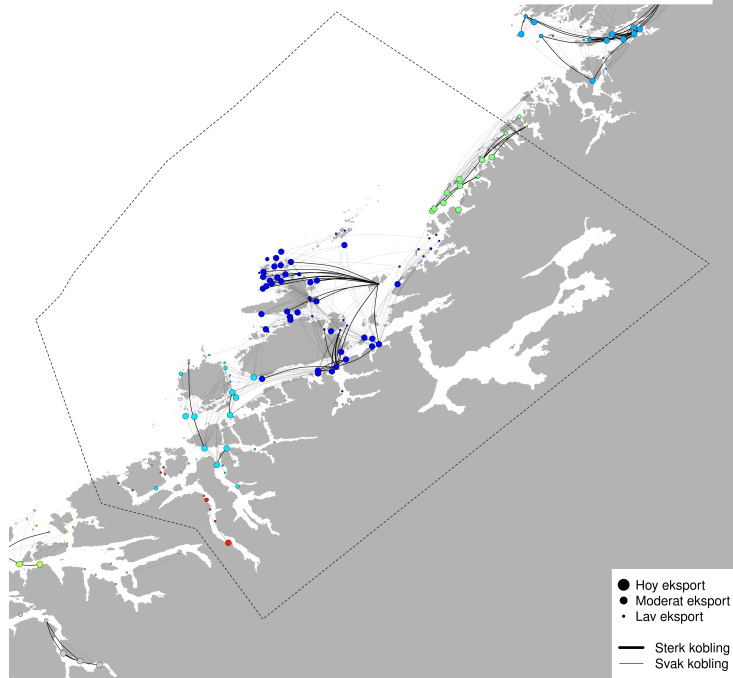 Hoy eksport
Moderat eksport
Lav eksport
Sterk kobling
Svak kobling